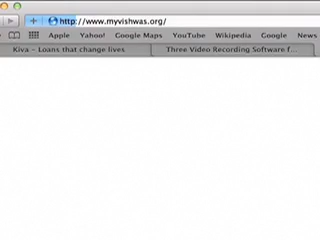 http://www.myvishwas.org/
Apple Yahoo! Google Maps YouTube Wikipedia Google News
Kiva - Loans that change lives Three Video Recording Software f...